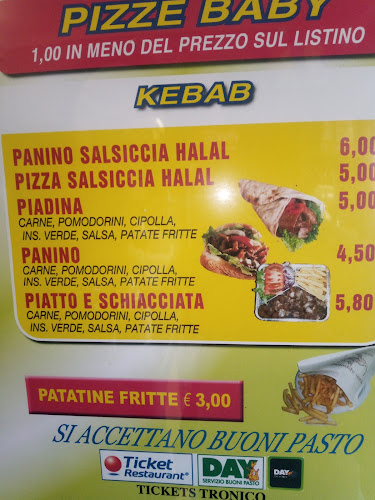 PIZZE BABY
1,00 IN MENO DEL PREZZO SUL LISTINO
KEBAB
PANINO SALSICCIA HALAL 6,00
PIZZA SALSICCIA HALAL 5,00
PIADINA 5,00
CARNE, POMODORINI, CIPOLLA,
INS. VERDE, SALSA, PATATE FRITTE
PANINO 4,50
CARNE, POMODORINI, CIPOLLA,
INS. VERDE, SALSA, PATATE FRITTE
PIATTO E SCHIACCIATA 5,80
CARNE, POMODORINI, CIPOLLA,
INS. VERDE, SALSA, PATATE FRITTE
PATATINE FRITTE € 3,00
SI ACCETTANO BUONI PASTO
Ticket
Restaurant®
DAY
SERVIZIO BUONI PASTO
DAY
TICKETS TRONICO